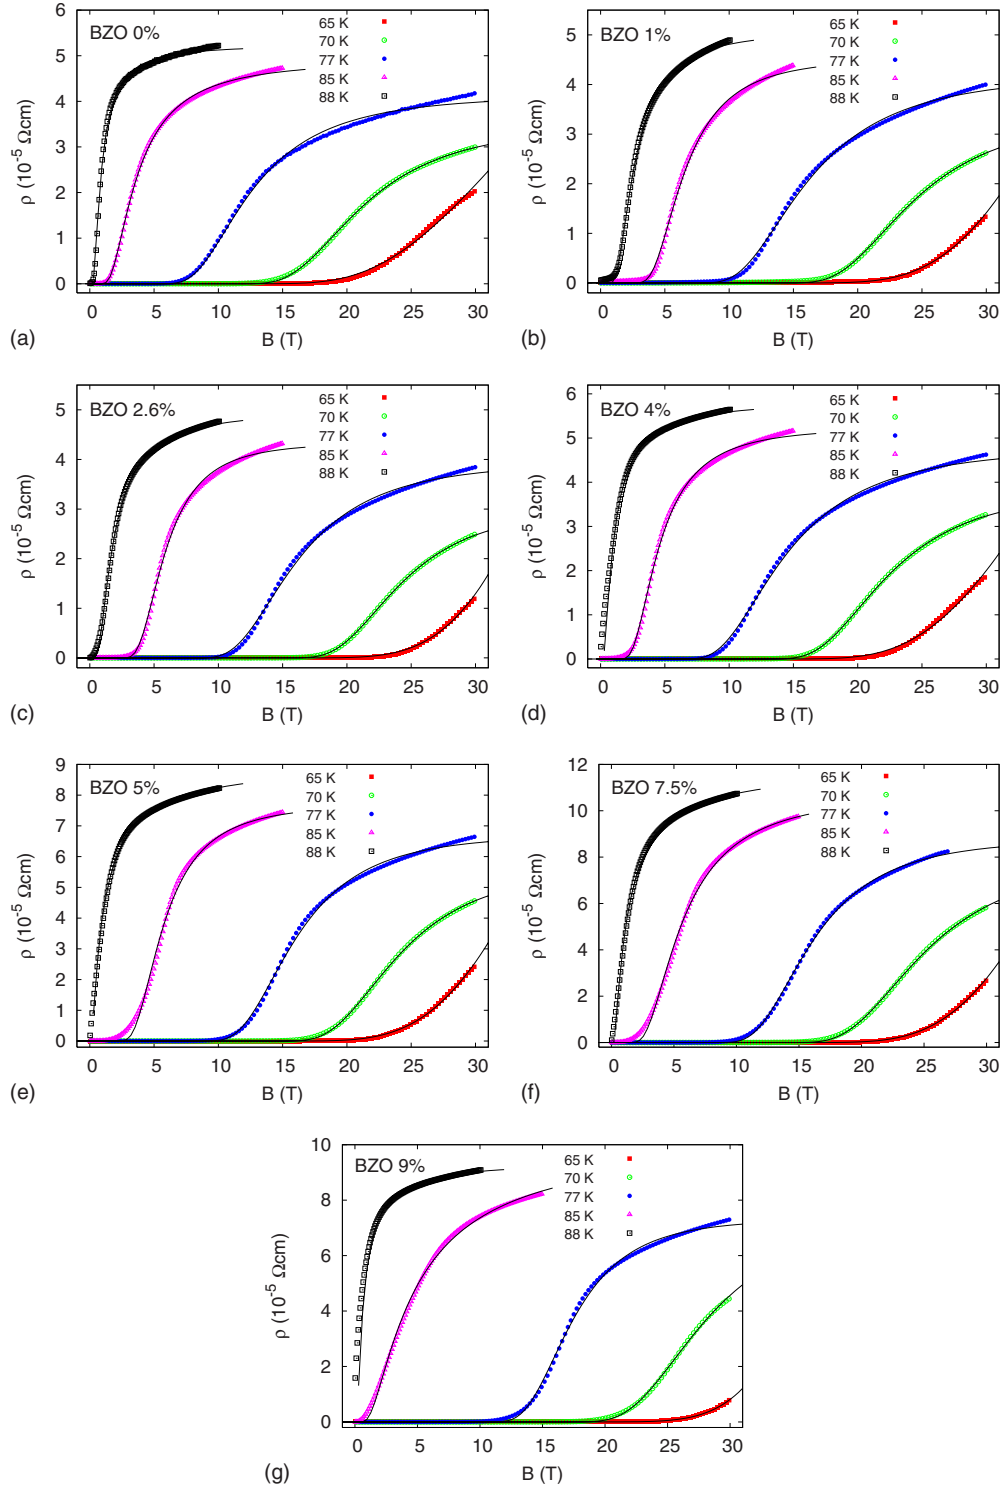 6
5
4
3
2
1
0
ρ (10⁻⁵ Ωcm)
BZO 0%
65 K
70 K
77 K
85 K
88 K
0 5 10 15 20 25 30
B (T)
(a)
5
4
3
2
1
0
ρ (10⁻⁵ Ωcm)
BZO 1%
65 K
70 K
77 K
85 K
88 K
0 5 10 15 20 25 30
B (T)
(b)
5
4
3
2
1
0
ρ (10⁻⁵ Ωcm)
BZO 2.6%
65 K
70 K
77 K
85 K
88 K
0 5 10 15 20 25 30
B (T)
(c)
6
5
4
3
2
1
0
ρ (10⁻⁵ Ωcm)
BZO 4%
65 K
70 K
77 K
85 K
88 K
0 5 10 15 20 25 30
B (T)
(d)
9
8
7
6
5
4
3
2
1
0
ρ (10⁻⁵ Ωcm)
BZO 5%
65 K
70 K
77 K
85 K
88 K
0 5 10 15 20 25 30
B (T)
(e)
12
10
8
6
4
2
0
ρ (10⁻⁵ Ωcm)
BZO 7.5%
65 K
70 K
77 K
85 K
88 K
0 5 10 15 20 25 30
B (T)
(f)
10
8
6
4
2
0
ρ (10⁻⁵ Ωcm)
BZO 9%
65 K
70 K
77 K
85 K
88 K
0 5 10 15 20 25 30
B (T)
(g)